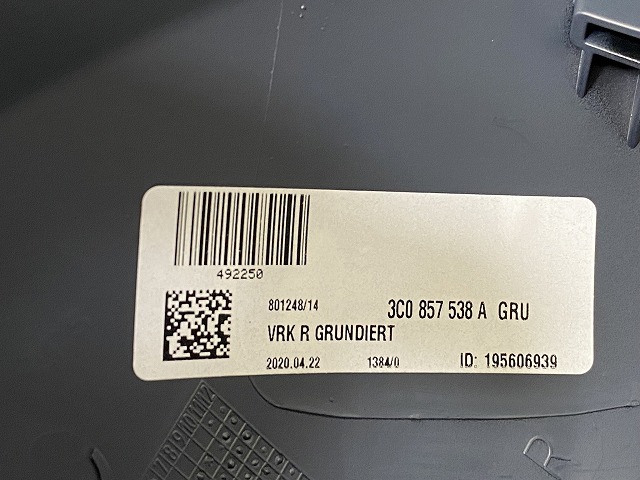 492250
801248/14
3C0 857 538 A GRU
VRK R GRUNDIERT
2020.04.22 1384/0 ID: 195606939
R